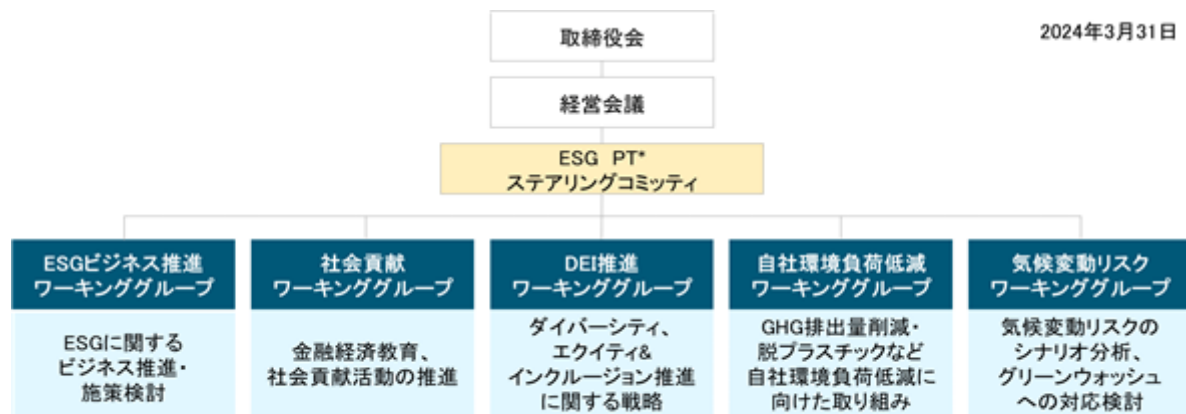 2024年3月31日
取締役会
経営会議
ESG PT*
ステアリングコミッティ
ESGビジネス推進
ワーキンググループ
ESGに関する
ビジネス推進・
施策検討
社会貢献
ワーキンググループ
金融経済教育、
社会貢献活動の推進
DEI推進
ワーキンググループ
ダイバーシティ、
エクイティ&
インクルージョン推進
に関する戦略
自社環境負荷低減
ワーキンググループ
GHG排出量削減・
脱プラスチックなど
自社環境負荷低減に
向けた取り組み
気候変動リスク
ワーキンググループ
気候変動リスクの
シナリオ分析、
グリーンウォッシュ
への対応検討